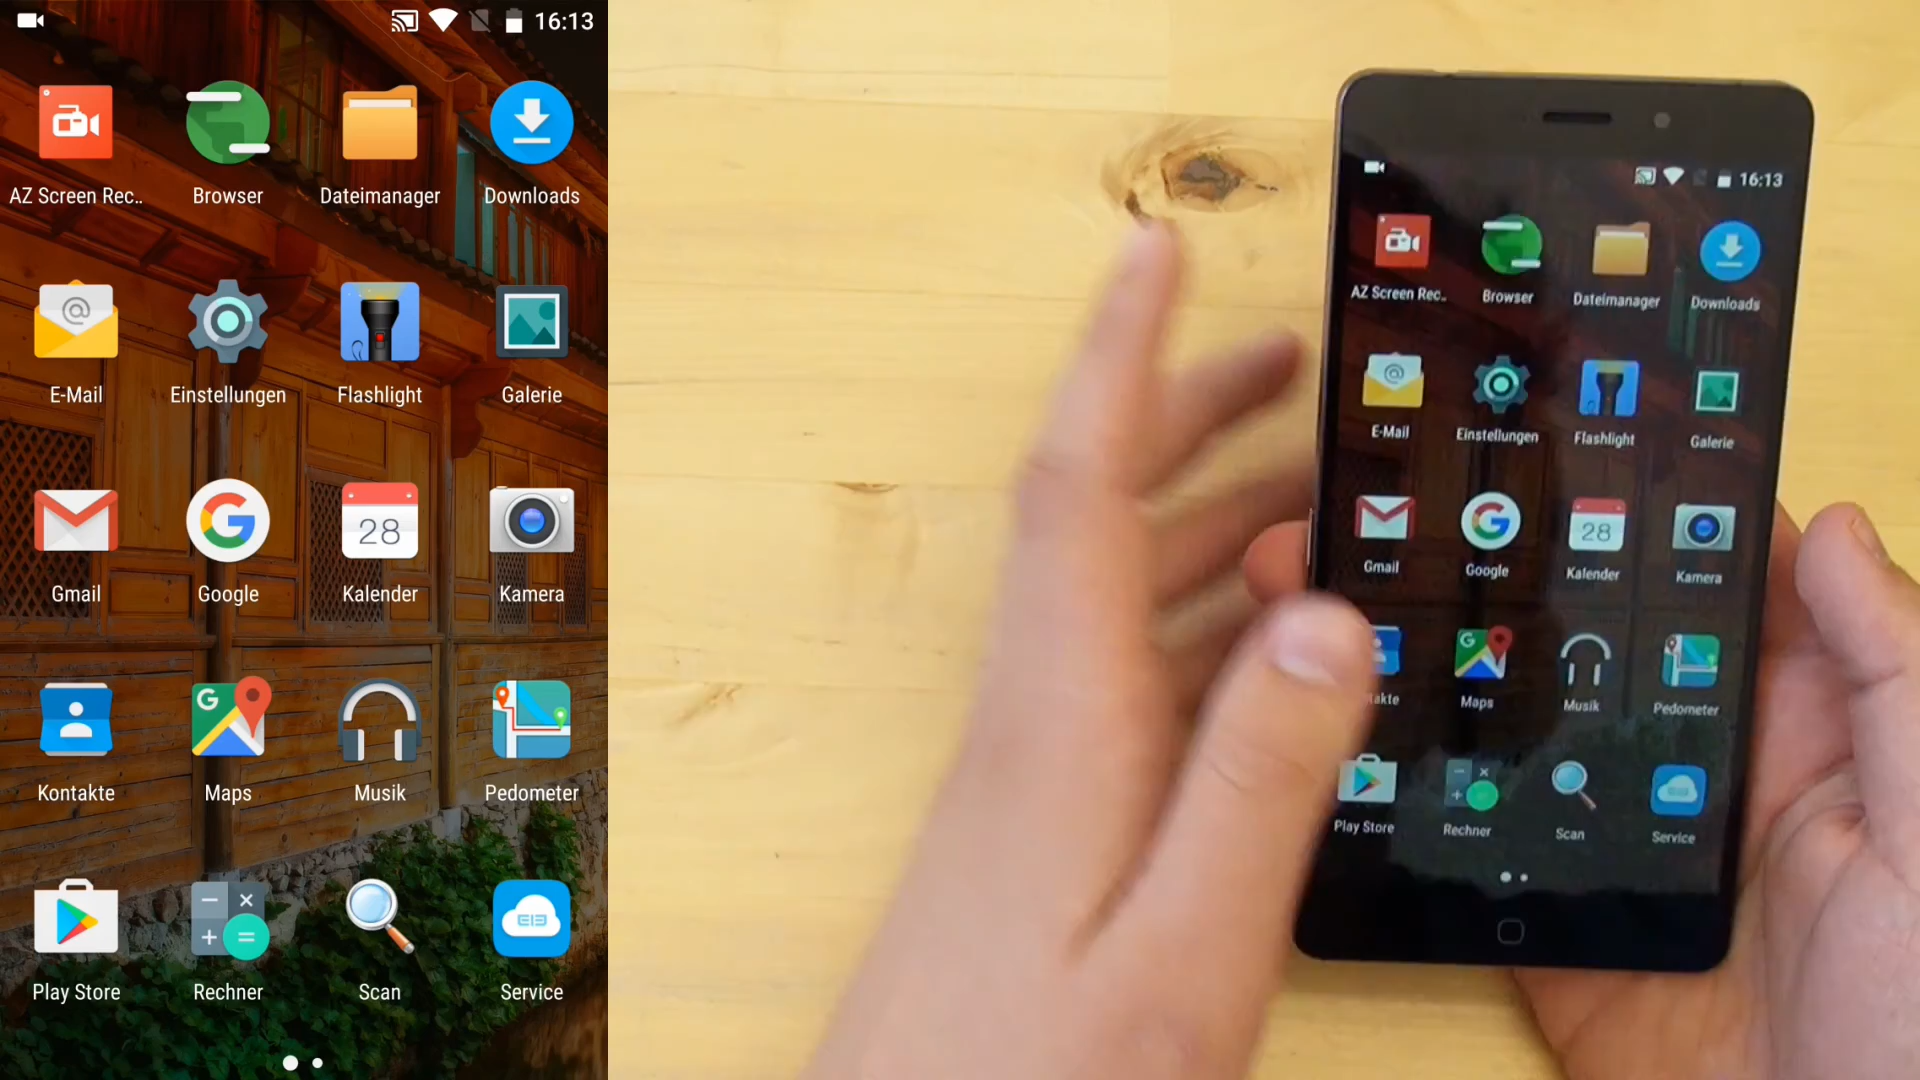 16:13
AZ Screen Rec..
Browser
Dateimanager
Downloads
@
E-Mail
Einstellungen
Flashlight
Galerie
28
Gmail
Google
Kalender
Kamera
G
Kontakte
Maps
Musik
Pedometer
Play Store
Rechner
Scan
Service
16:13
AZ Screen Rec..
Browser
Dateimanager
Downloads
@
E-Mail
Einstellungen
Flashlight
Galerie
28
Gmail
Google
Kalender
Kamera
G
akte
Maps
Musik
Pedometer
Play Store
Rechner
Scan
Service